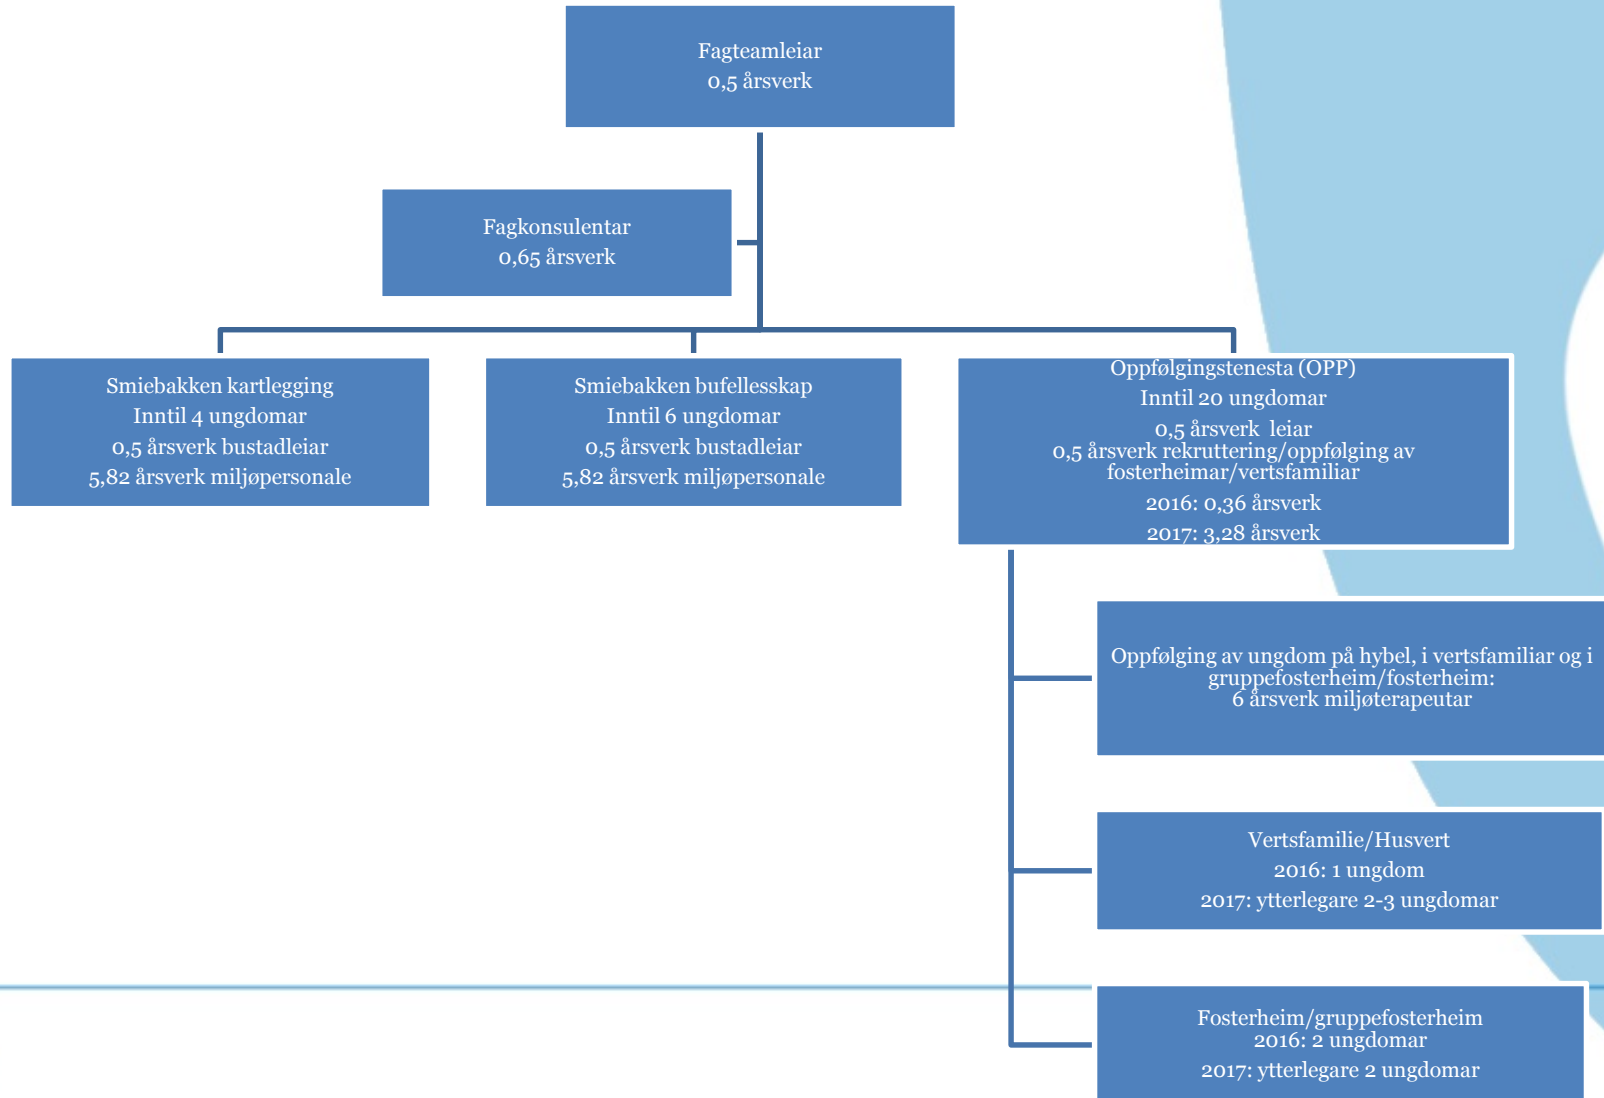 Fagteamleiar
0,5 årsverk
Fagkonsulentar
0,65 årsverk
Smiebakken kartlegging
Inntil 4 ungdomar
0,5 årsverk bustadleiar
5,82 årsverk miljøpersonale
Smiebakken bufellesskap
Inntil 6 ungdomar
0,5 årsverk bustadleiar
5,82 årsverk miljøpersonale
Oppfølgingstenesta (OPP)
Inntil 20 ungdomar
0,5 årsverk leiar
0,5 årsverk rekruttering/oppfølging av
fosterheimar/vertsfamiliar
2016: 0,36 årsverk
2017: 3,28 årsverk
Oppfølging av ungdom på hybel, i vertsfamiliar og i
gruppefosterheim/fosterheim:
6 årsverk miljøterapeutar
Vertsfamilie/Husvert
2016: 1 ungdom
2017: ytterlegare 2-3 ungdomar
Fosterheim/gruppefosterheim
2016: 2 ungdomar
2017: ytterlegare 2 ungdomar